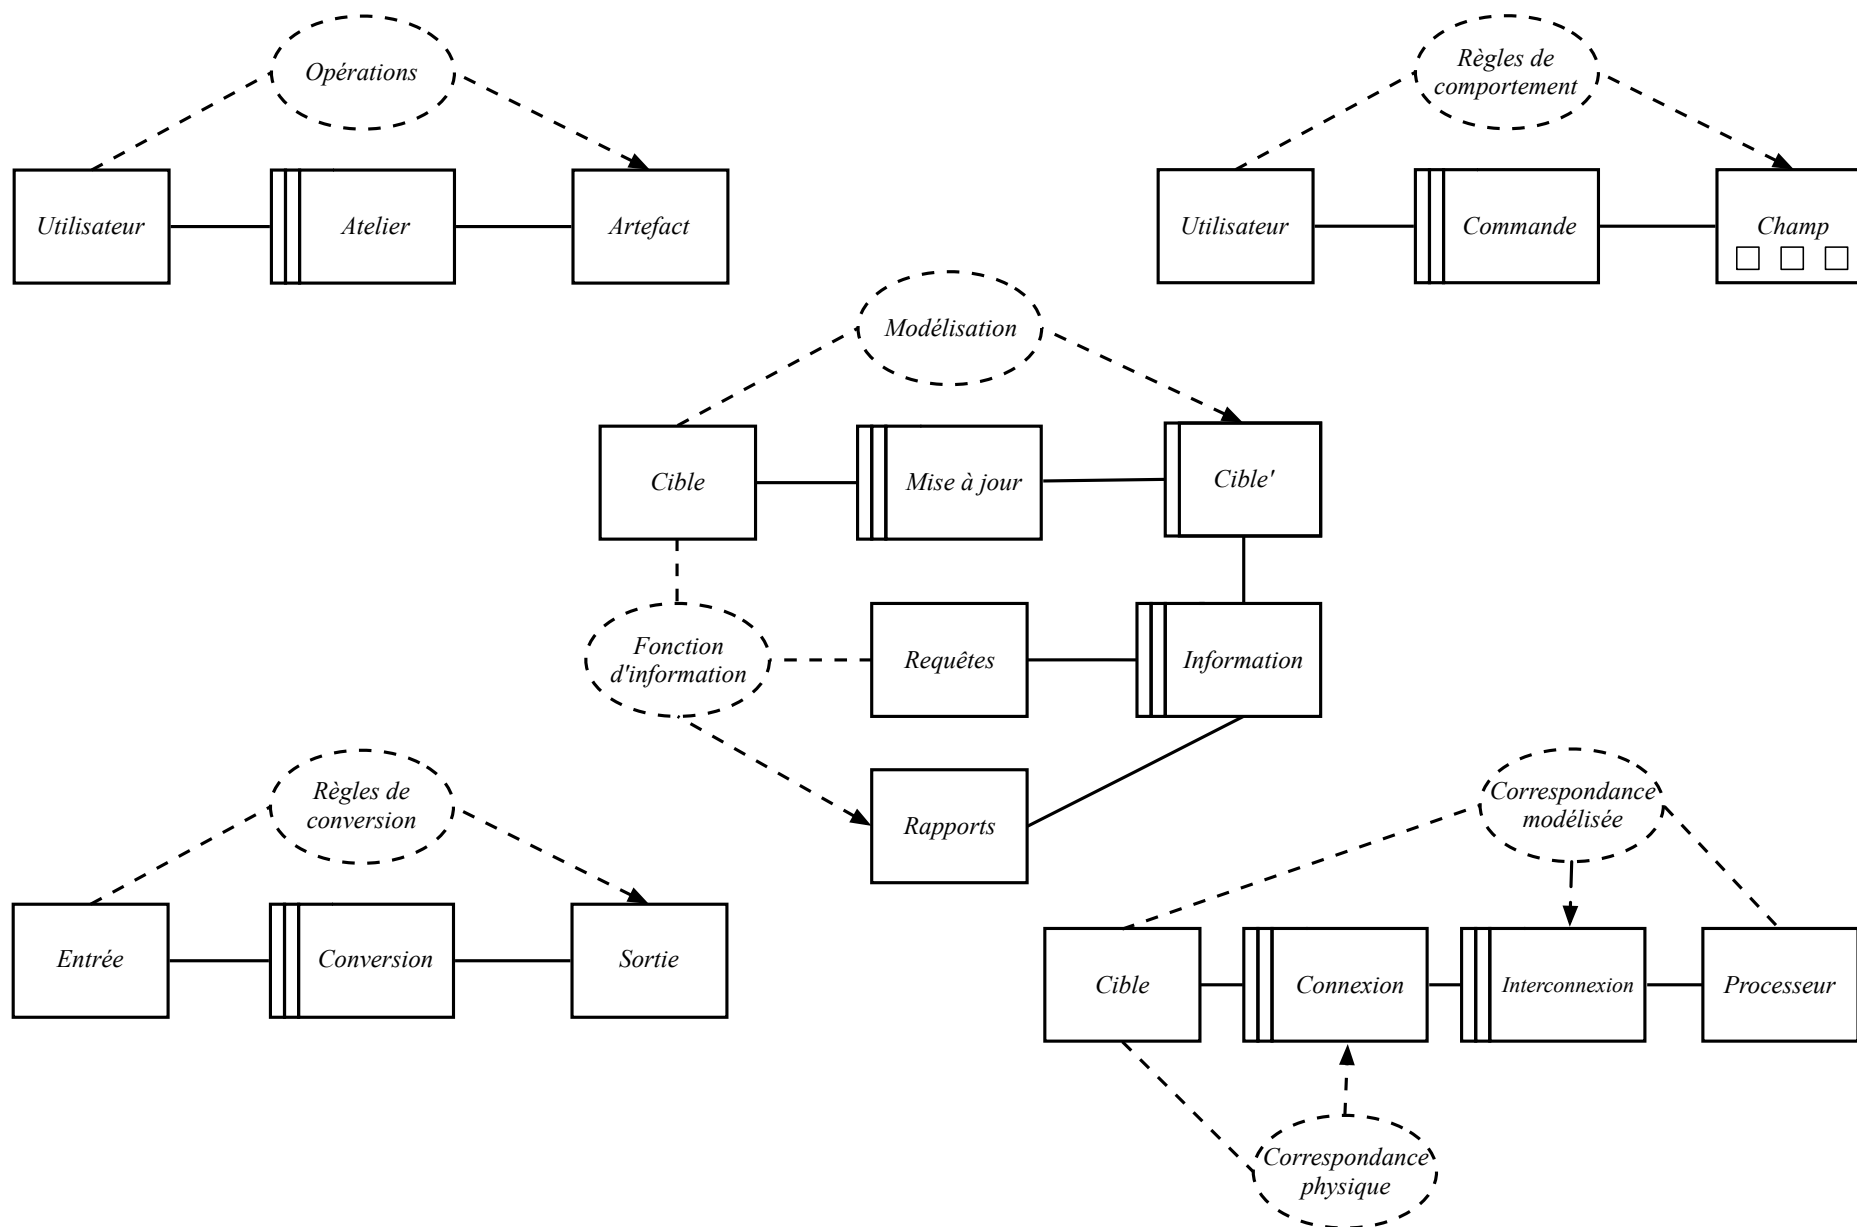 Opérations
Utilisateur
Atelier
Artefact
Règles de
comportement
Utilisateur
Commande
Champ
Modélisation
Cible
Mise à jour
Cible'
Fonction
d'information
Requêtes
Information
Rapports
Règles de
conversion
Entrée
Conversion
Sortie
Correspondance
modélisée
Cible
Connexion
Interconnexion
Processeur
Correspondance
physique